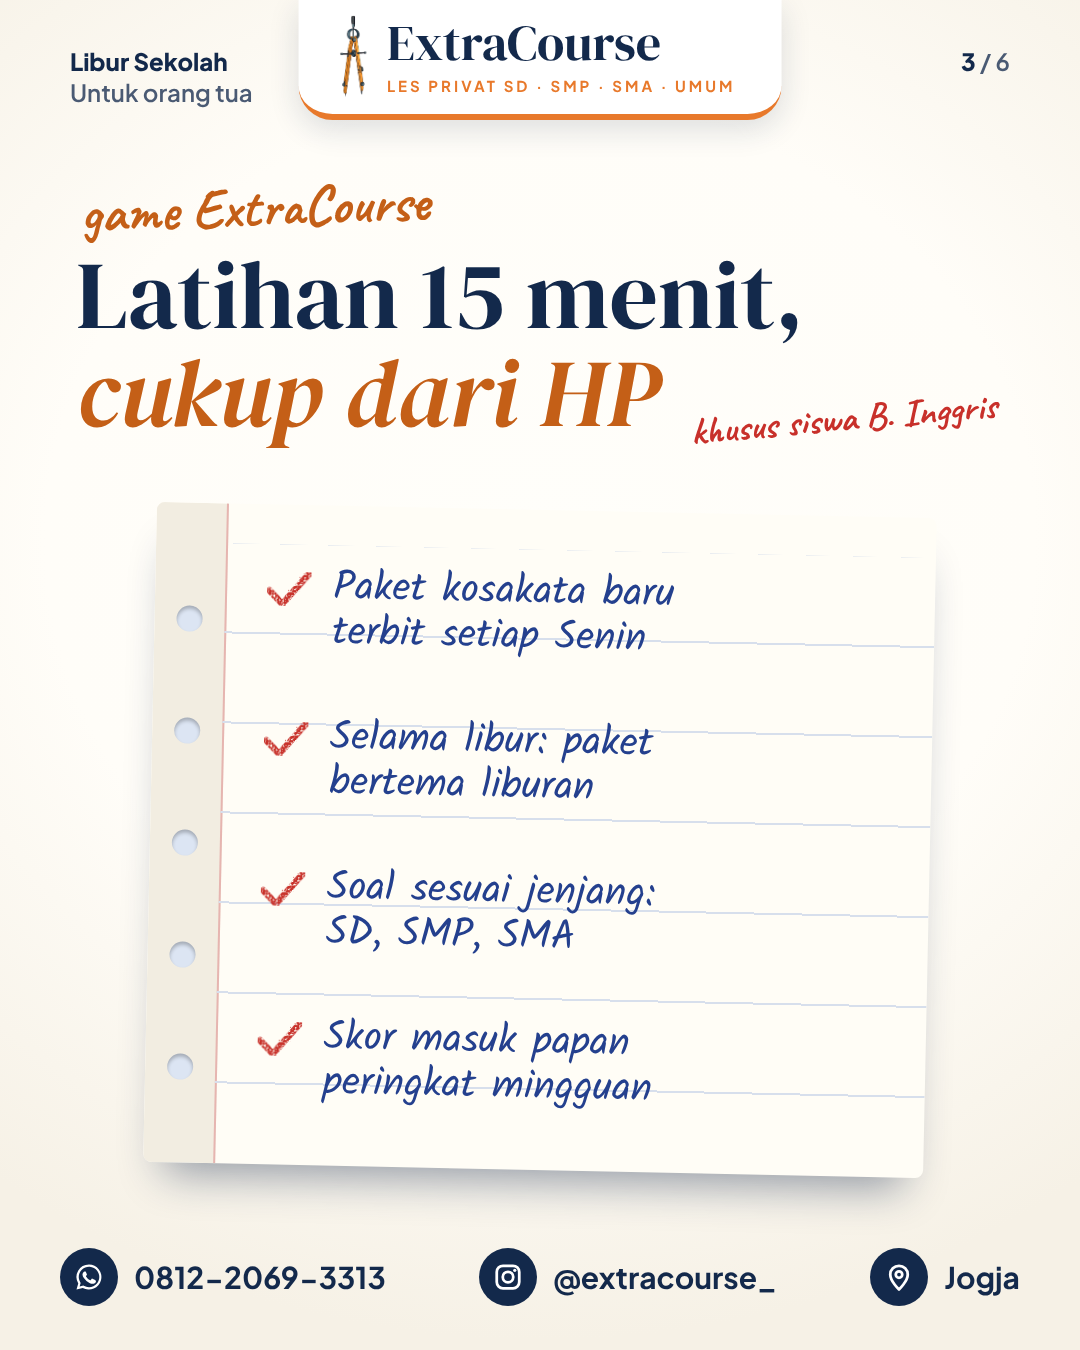 Libur Sekolah
Untuk orang tua
ExtraCourse
LES PRIVAT SD · SMP · SMA · UMUM
3 / 6
game ExtraCourse
Latihan 15 menit,
cukup dari HP
khusus siswa B. Inggris
Paket kosakata baru
terbit setiap Senin
Selama libur: paket
bertema liburan
Soal sesuai jenjang:
SD, SMP, SMA
Skor masuk papan
peringkat mingguan
0812-2069-3313
@extracourse_
Jogja